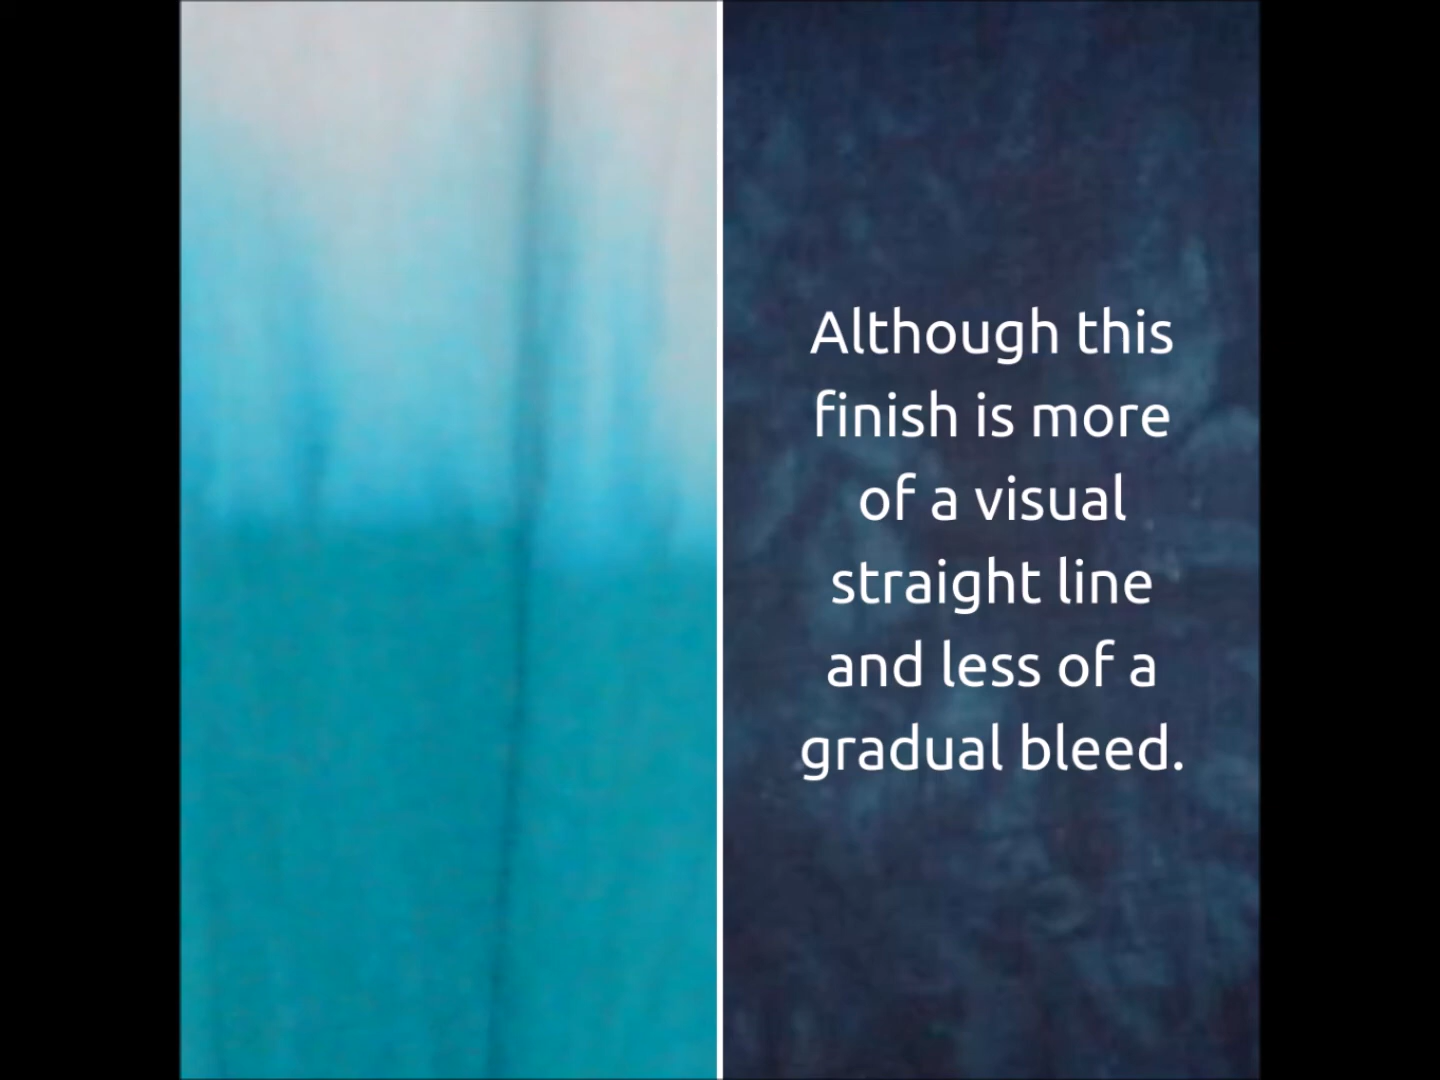 Although this
finish is more
of a visual
straight line
and less of a
gradual bleed.